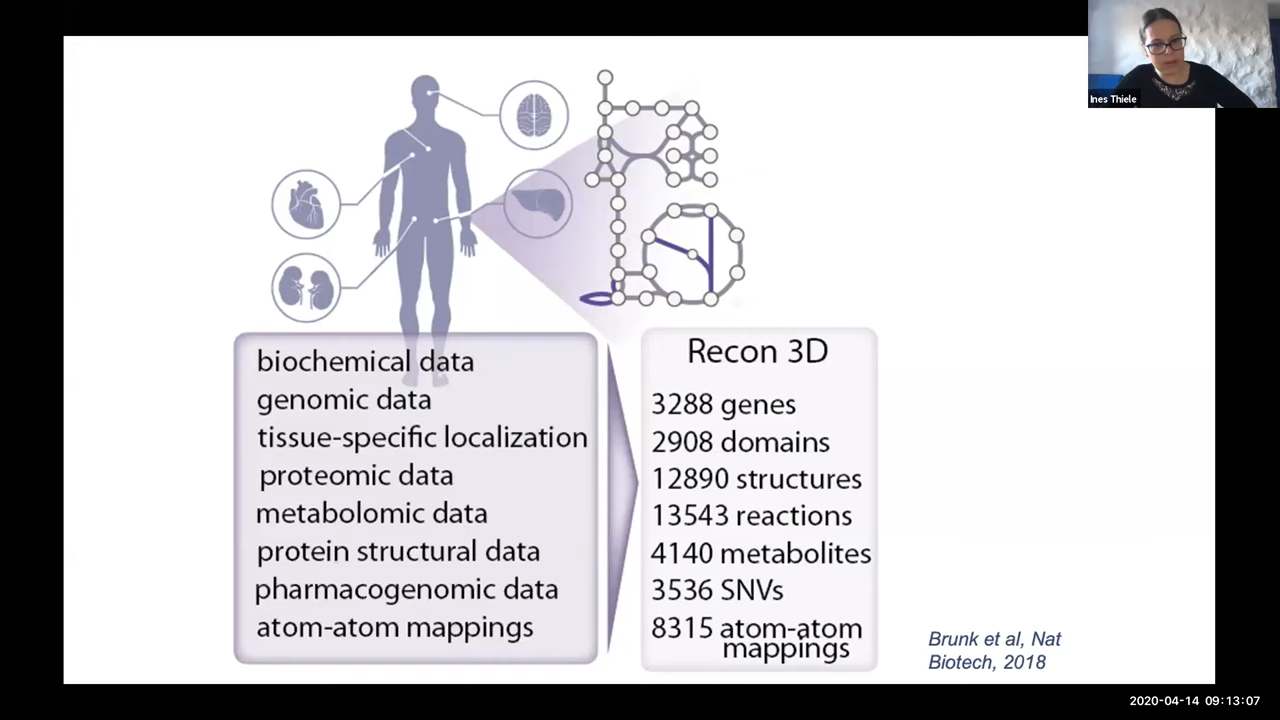 Ines Thiele
biochemical data
genomic data
tissue-specific localization
proteomic data
metabolomic data
protein structural data
pharmacogenomic data
atom-atom mappings
Recon 3D
3288 genes
2908 domains
12890 structures
13543 reactions
4140 metabolites
3536 SNVs
8315 atom-atom
mappings
Brunk et al, Nat
Biotech, 2018
2020-04-14 09:13:07